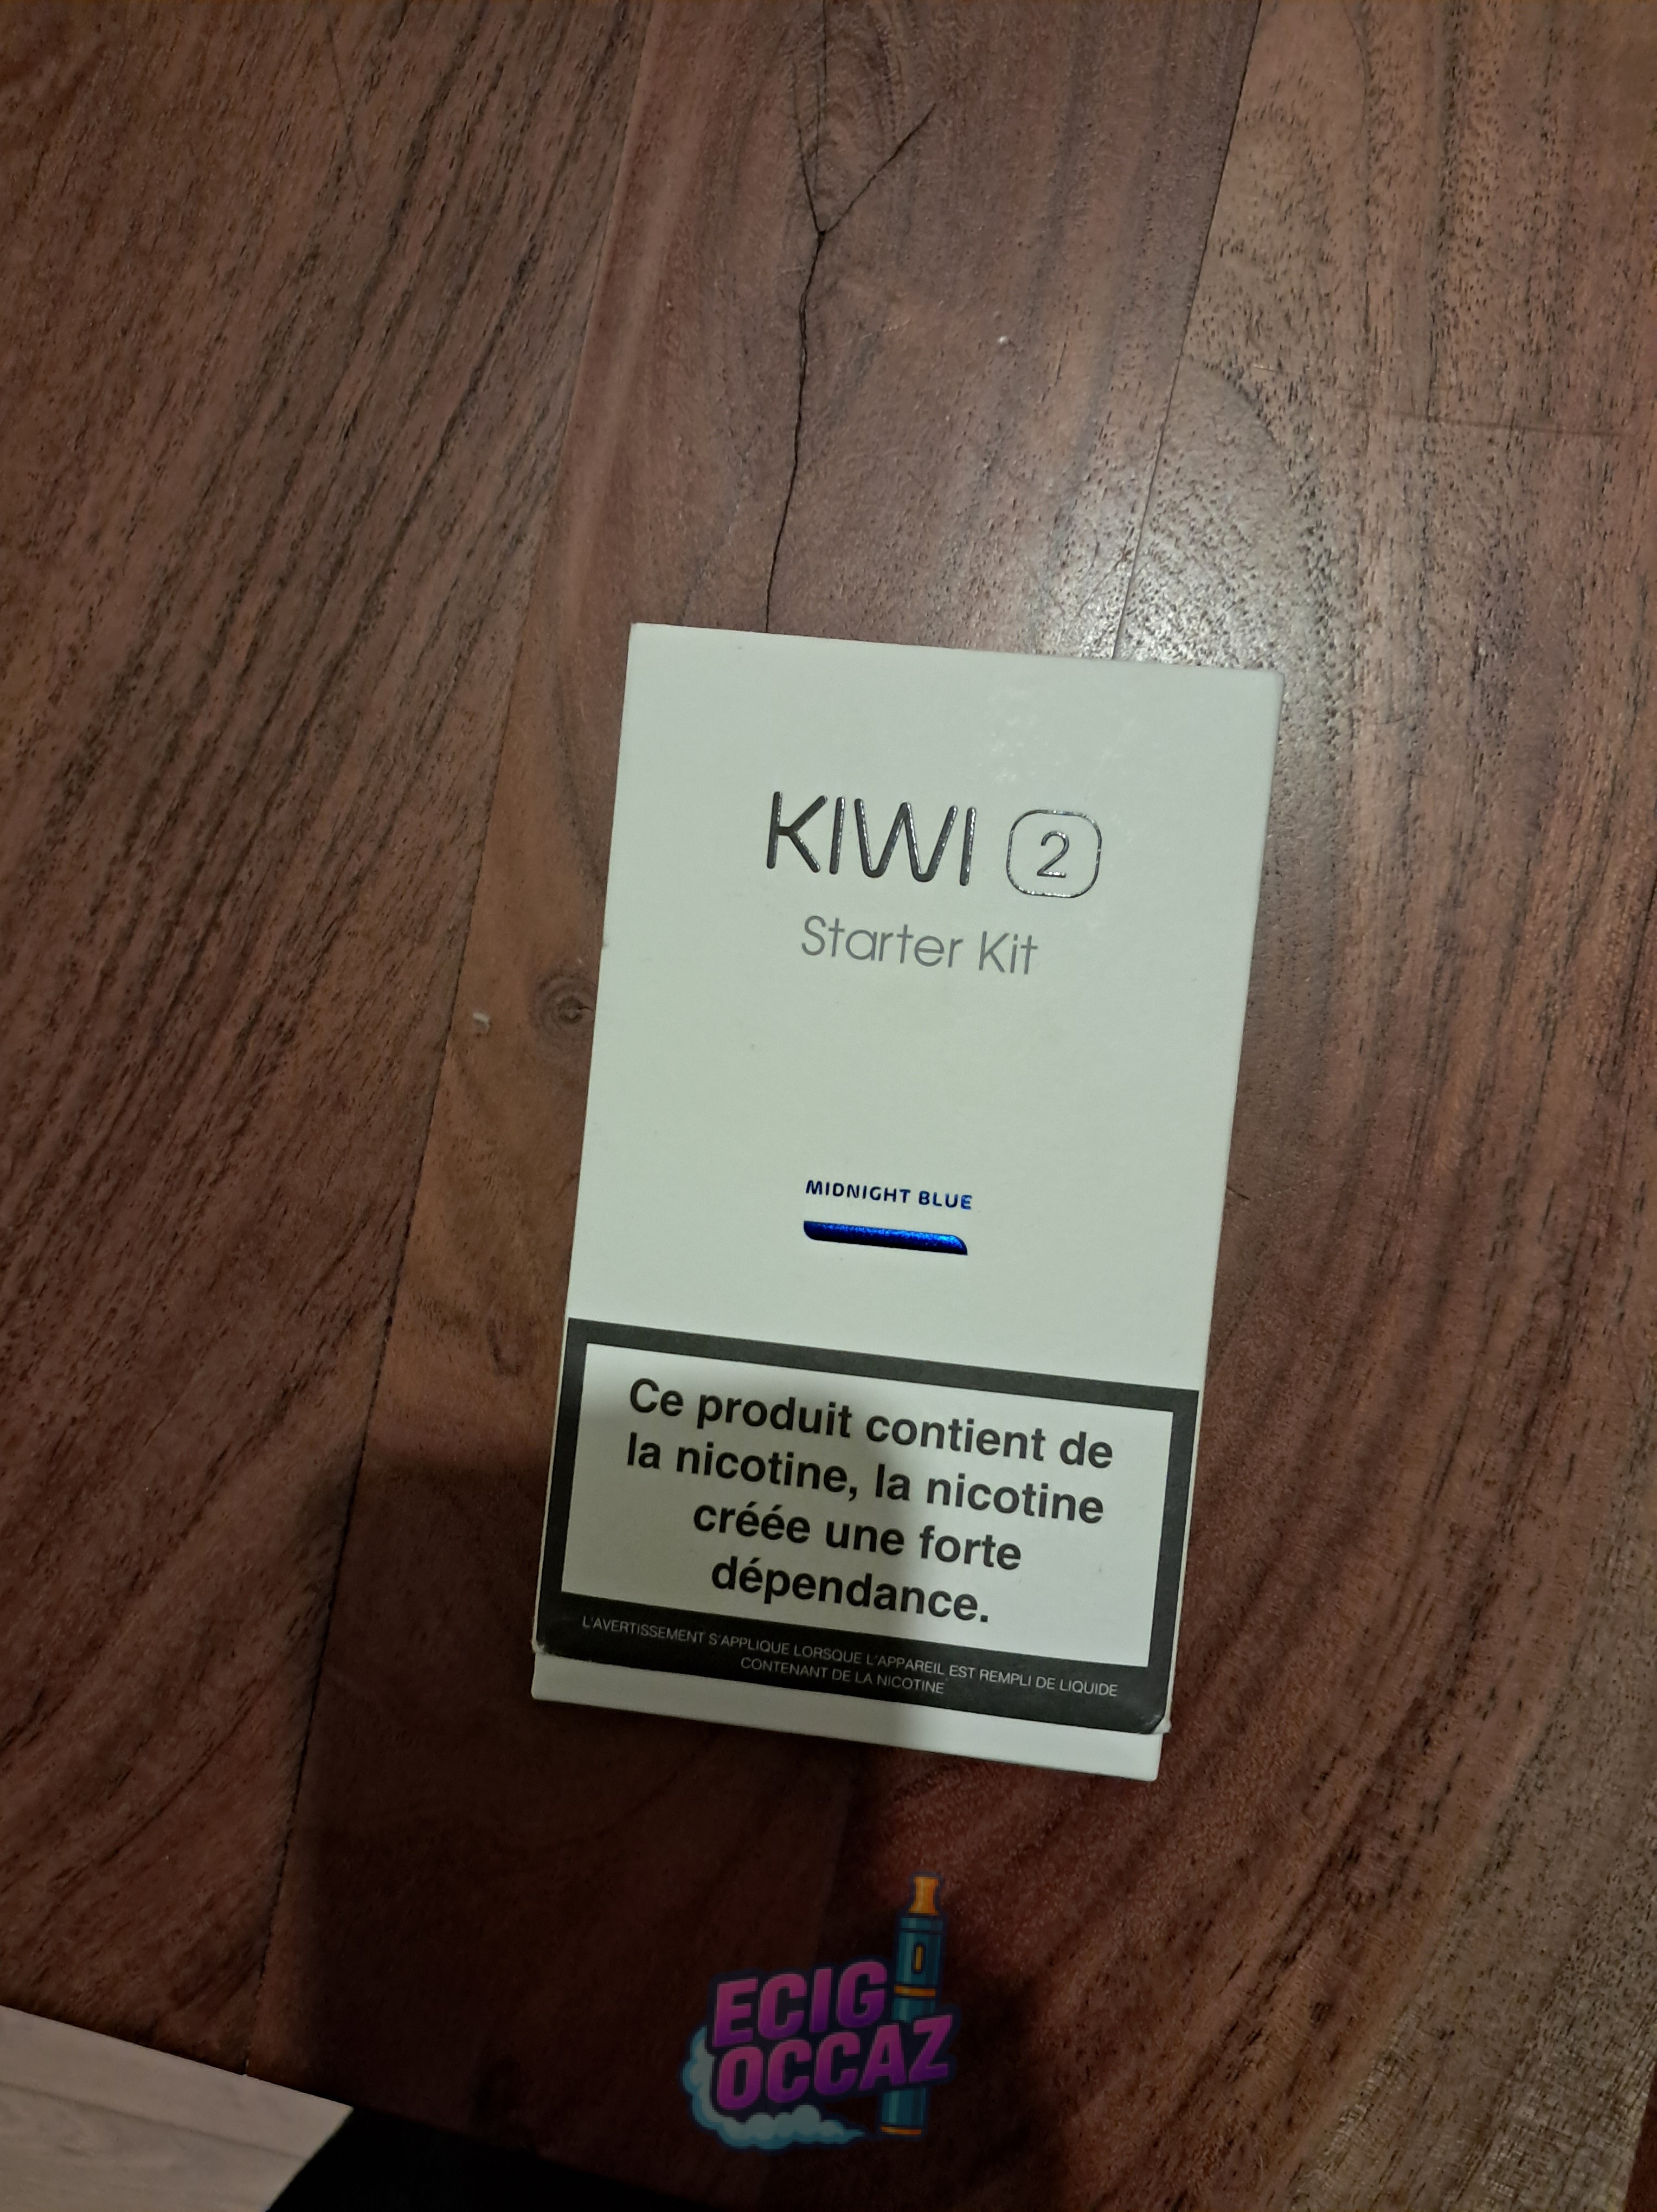 KIWI 2
Starter Kit
MIDNIGHT BLUE
Ce produit contient de
la nicotine, la nicotine
créée une forte
dépendance.
L'AVERTISSEMENT S'APPLIQUE LORSQUE L'APPAREIL EST REMPLI DE LIQUIDE
CONTENANT DE LA NICOTINE
ECIG
OCCAZ